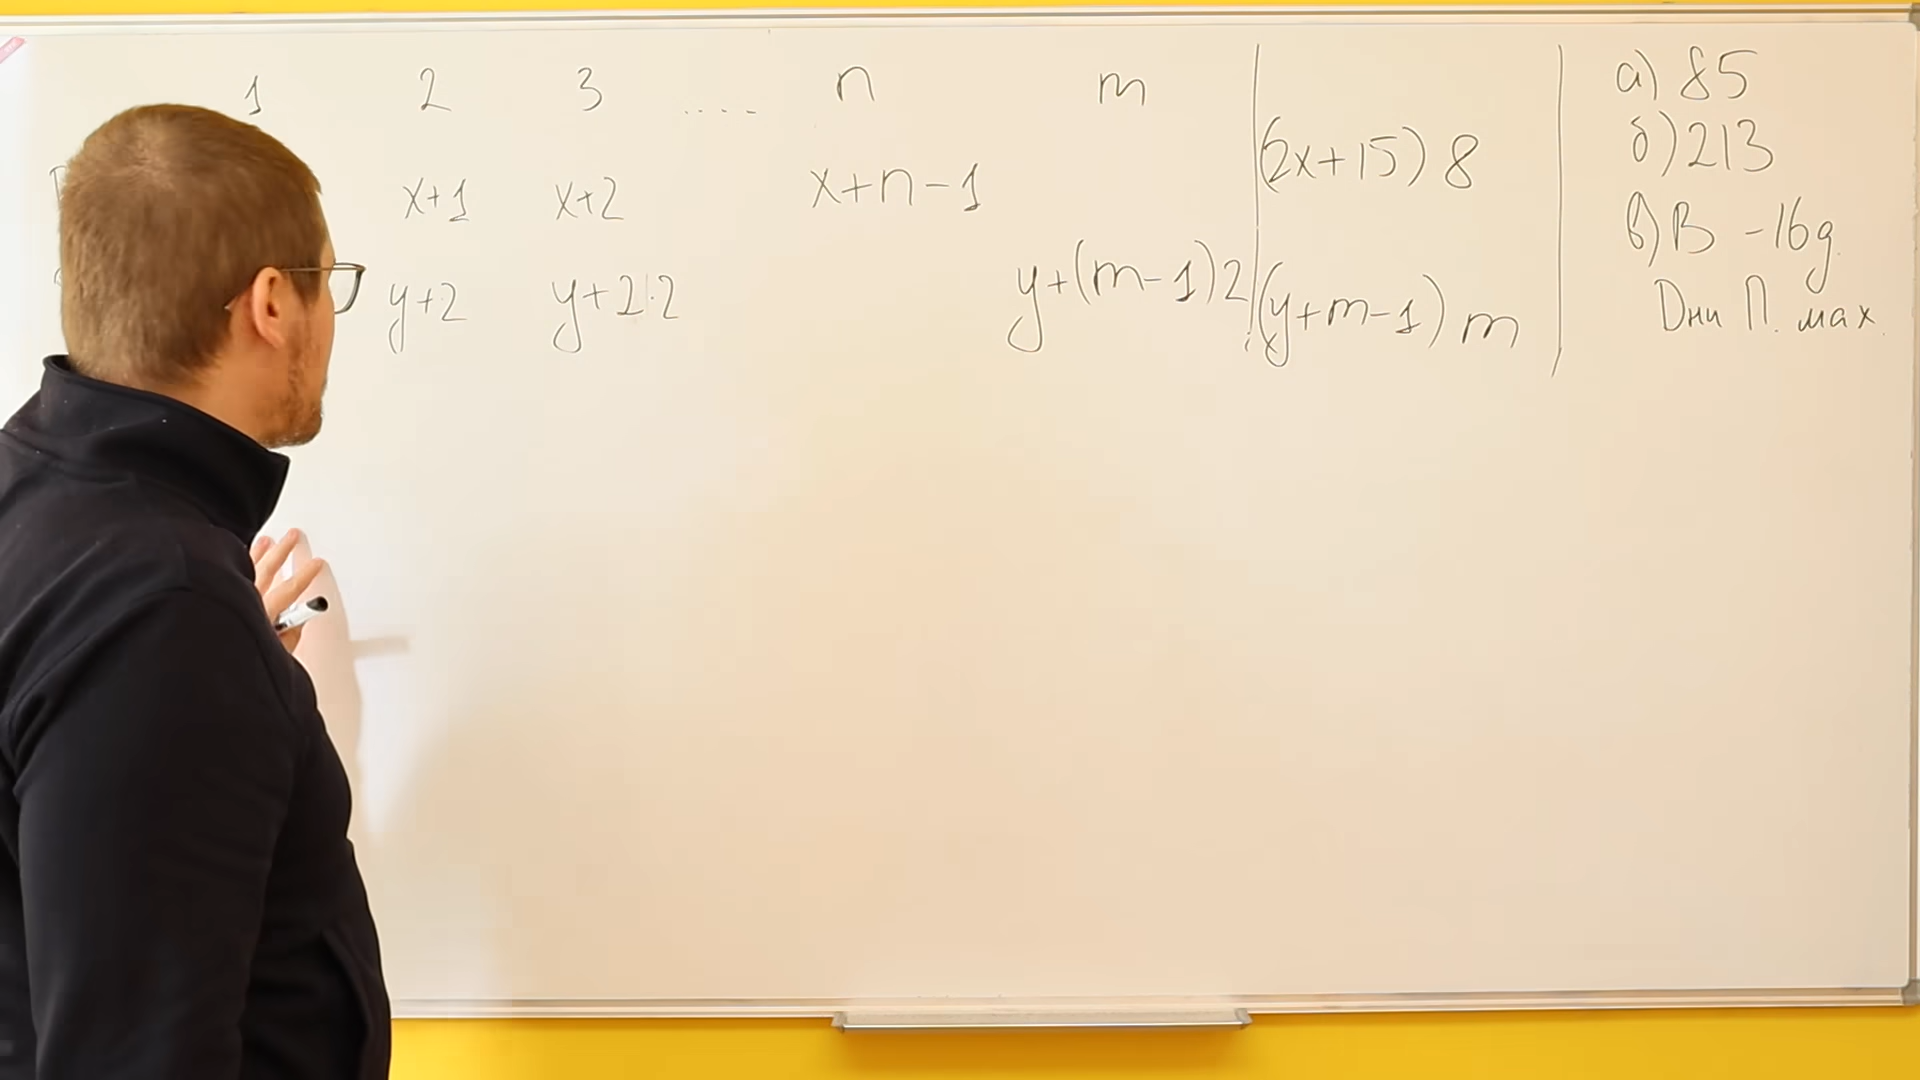 1 2 3 .... n m
x+1 x+2 x+n-1 (2x+15)8
y+2 y+2·2 y+(m-1)2 (y+m-1)m
а) 85
б) 213
в) В -16д.
Дни П. мах.